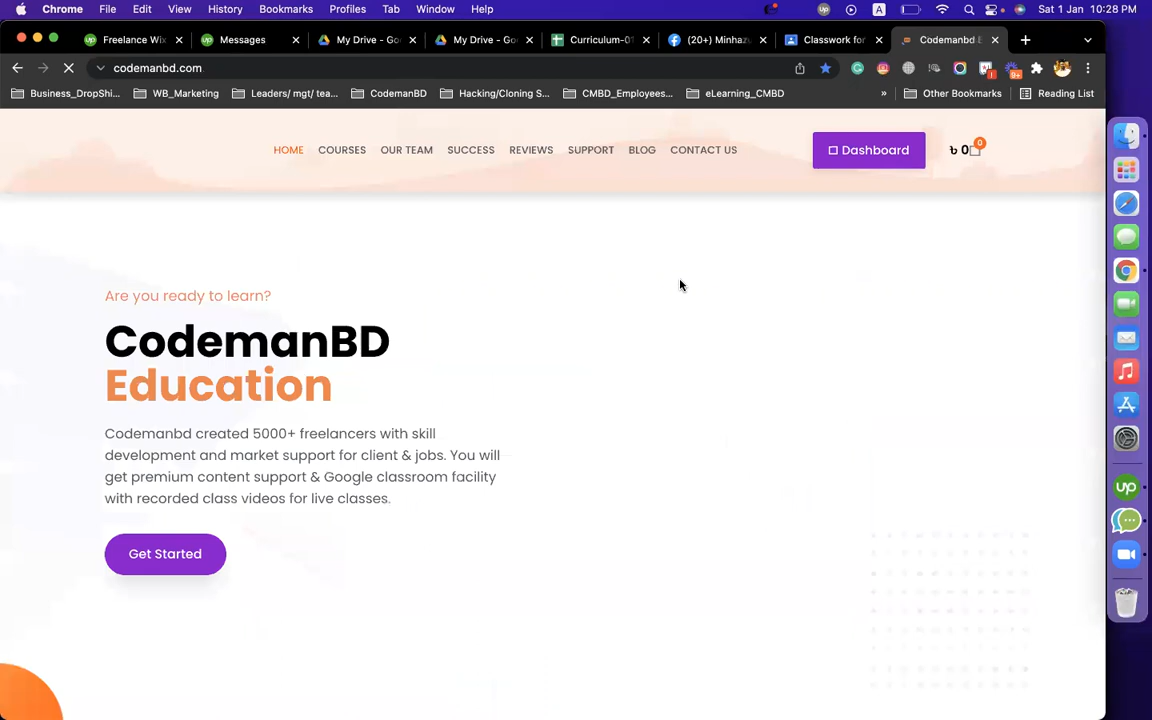 Chrome File Edit View History Bookmarks Profiles Tab Window Help Sat 1 Jan 10:28 PM
Freelance Wix Messages My Drive - Go My Drive - Go Curriculum-01 (20+) Minhaz Classwork for Codemanbd
codemanbd.com
Business_DropShi... WB_Marketing Leaders/ mgt/ tea... CodemanBD Hacking/Cloning S... CMBD_Employees... eLearning_CMBD » Other Bookmarks Reading List
HOME COURSES OUR TEAM SUCCESS REVIEWS SUPPORT BLOG CONTACT US Dashboard ৳ 0 0
Are you ready to learn?
CodemanBD
Education
Codemanbd created 5000+ freelancers with skill
development and market support for client & jobs. You will
get premium content support & Google classroom facility
with recorded class videos for live classes.
Get Started